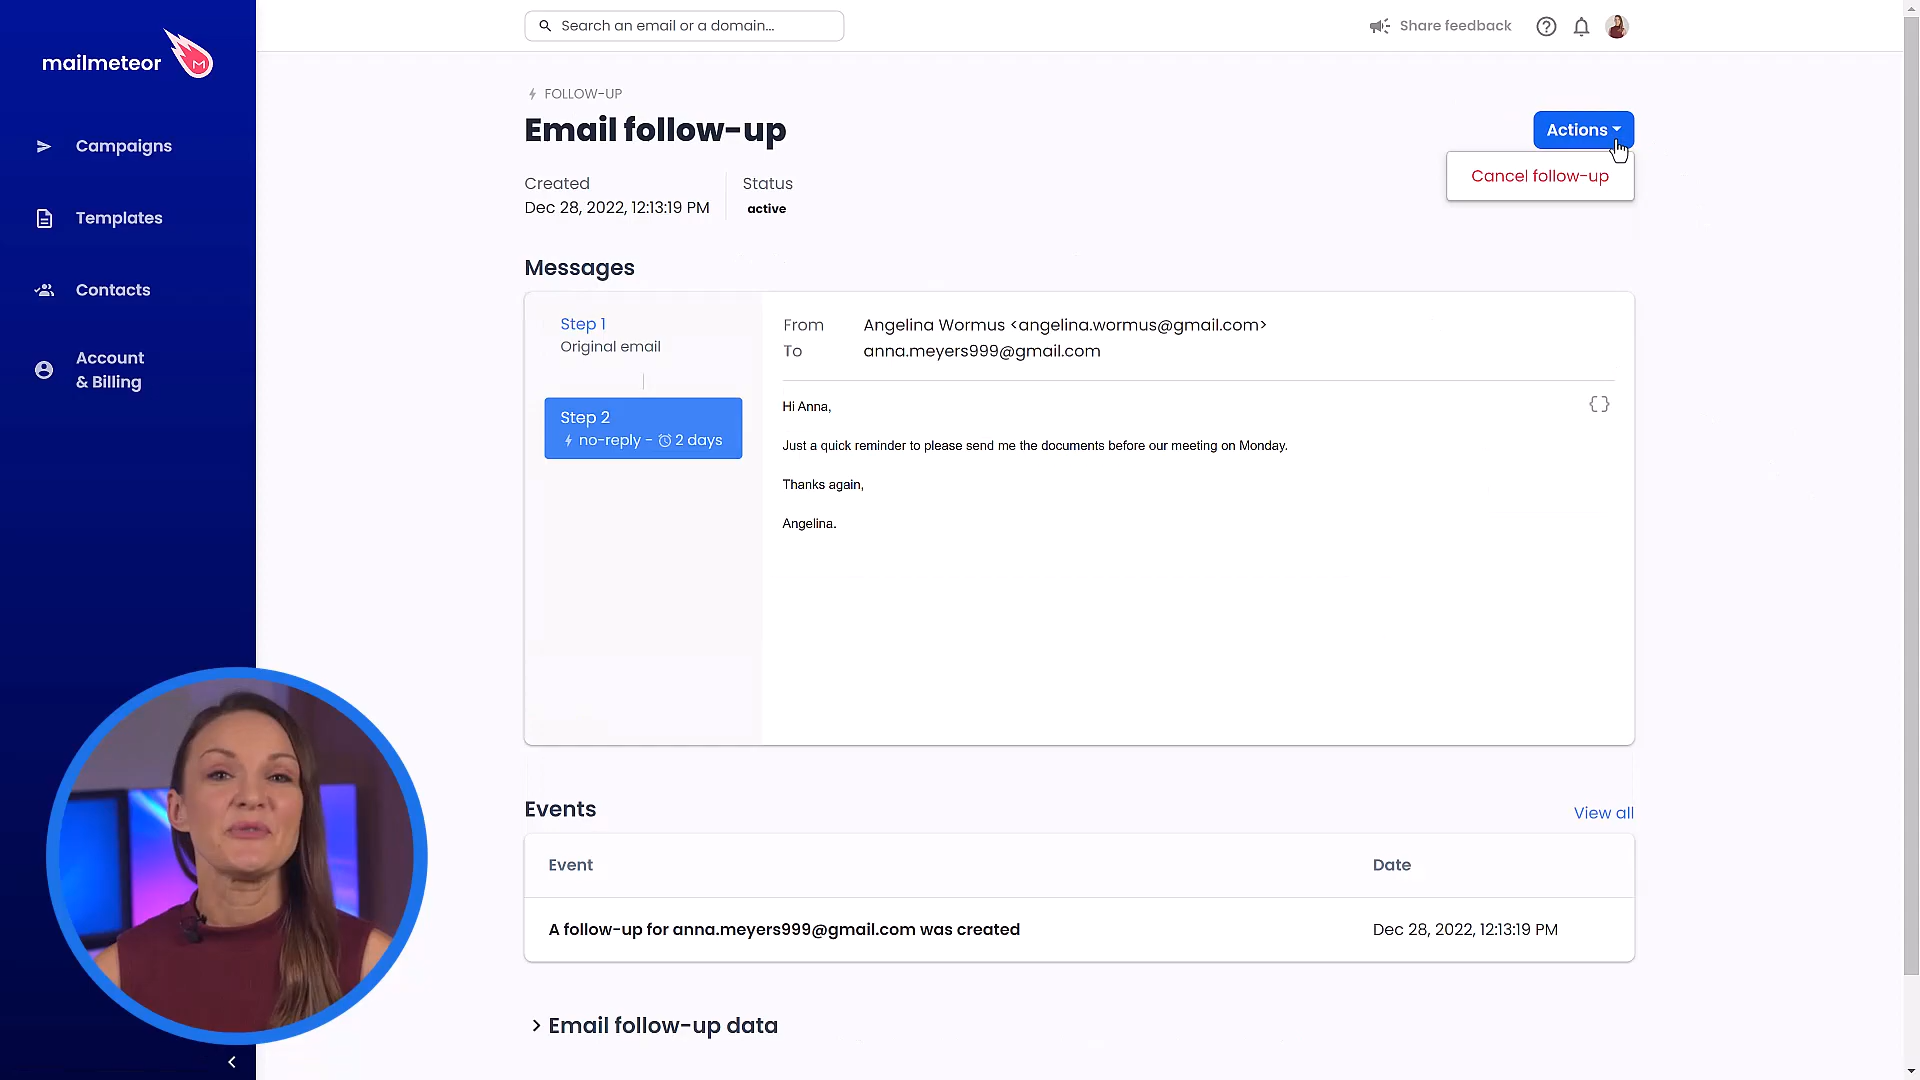 mailmeteor
M
Campaigns
Templates
Contacts
Account
& Billing
Search an email or a domain...
Share feedback
FOLLOW-UP
Email follow-up
Actions
Cancel follow-up
Created
Dec 28, 2022, 12:13:19 PM
Status
active
Messages
Step 1
Original email
Step 2
no-reply - 2 days
From Angelina Wormus <angelina.wormus@gmail.com>
To anna.meyers999@gmail.com
Hi Anna,
{}
Just a quick reminder to please send me the documents before our meeting on Monday.
Thanks again,
Angelina.
Events
View all
Event Date
A follow-up for anna.meyers999@gmail.com was created Dec 28, 2022, 12:13:19 PM
Email follow-up data